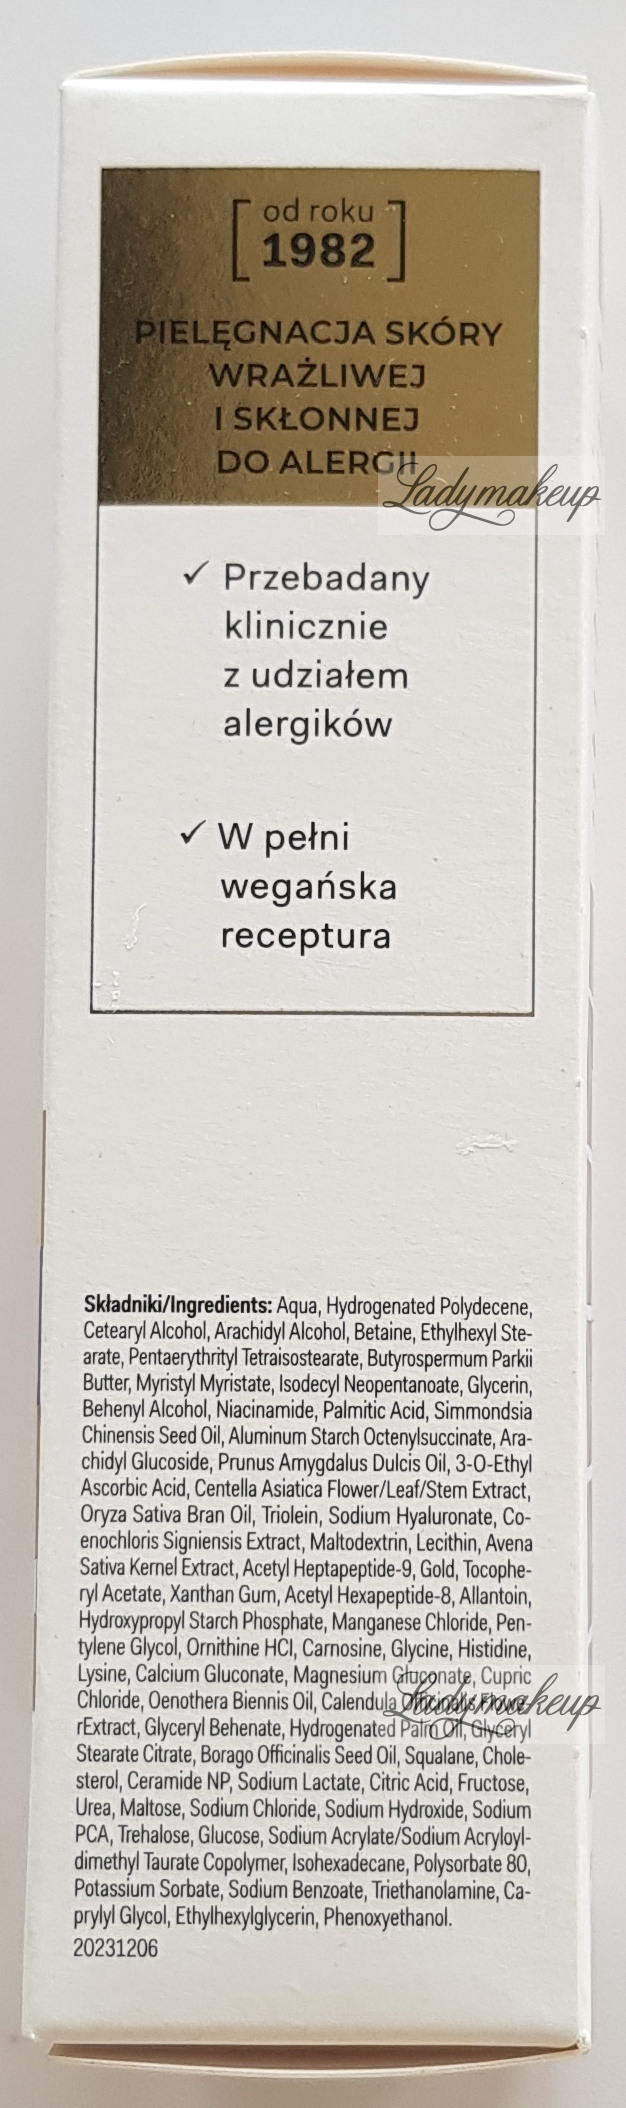 od roku
1982
PIELĘGNACJA SKÓRY
WRAŻLIWEJ
I SKŁONNEJ
DO ALERGII
Ladymakeup
✓ Przebadany
klinicznie
z udziałem
alergików
✓ W pełni
wegańska
receptura
Składniki/Ingredients: Aqua, Hydrogenated Polydecene,
Cetearyl Alcohol, Arachidyl Alcohol, Betaine, Ethylhexyl Ste-
arate, Pentaerythrityl Tetraisostearate, Butyrospermum Parkii
Butter, Myristyl Myristate, Isodecyl Neopentanoate, Glycerin,
Behenyl Alcohol, Niacinamide, Palmitic Acid, Simmondsia
Chinensis Seed Oil, Aluminum Starch Octenylsuccinate, Ara-
chidyl Glucoside, Prunus Amygdalus Dulcis Oil, 3-O-Ethyl
Ascorbic Acid, Centella Asiatica Flower/Leaf/Stem Extract,
Oryza Sativa Bran Oil, Triolein, Sodium Hyaluronate, Co-
enochloris Signiensis Extract, Maltodextrin, Lecithin, Avena
Sativa Kernel Extract, Acetyl Heptapeptide-9, Gold, Tocophe-
ryl Acetate, Xanthan Gum, Acetyl Hexapeptide-8, Allantoin,
Hydroxypropyl Starch Phosphate, Manganese Chloride, Pen-
tylene Glycol, Ornithine HCl, Carnosine, Glycine, Histidine,
Lysine, Calcium Gluconate, Magnesium Gluconate, Cupric
Chloride, Oenothera Biennis Oil, Calendula Officinalis Flowe-
rExtract, Glyceryl Behenate, Hydrogenated Palm Oil, Glyceryl
Ladymakeup
Stearate Citrate, Borago Officinalis Seed Oil, Squalane, Chole-
sterol, Ceramide NP, Sodium Lactate, Citric Acid, Fructose,
Urea, Maltose, Sodium Chloride, Sodium Hydroxide, Sodium
PCA, Trehalose, Glucose, Sodium Acrylate/Sodium Acryloyl-
dimethyl Taurate Copolymer, Isohexadecane, Polysorbate 80,
Potassium Sorbate, Sodium Benzoate, Triethanolamine, Ca-
prylyl Glycol, Ethylhexylglycerin, Phenoxyethanol.
20231206